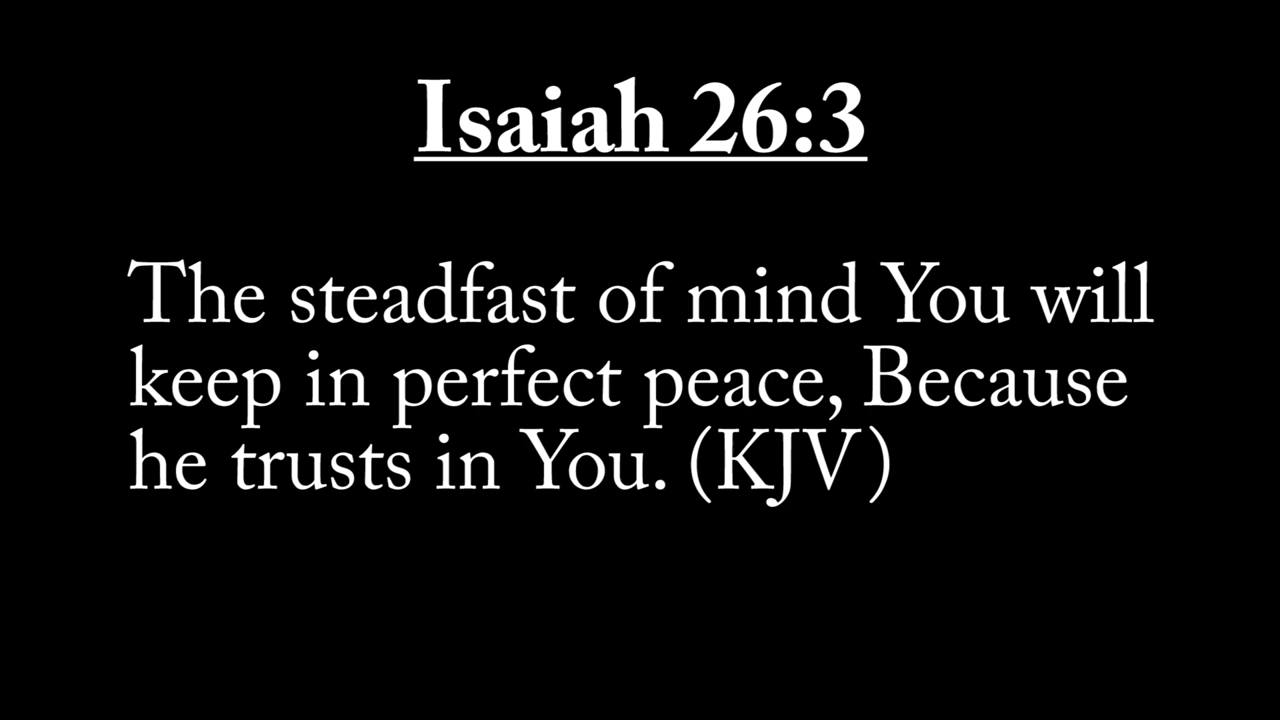 Isaiah 26:3
The steadfast of mind You will
keep in perfect peace, Because
he trusts in You. (KJV)